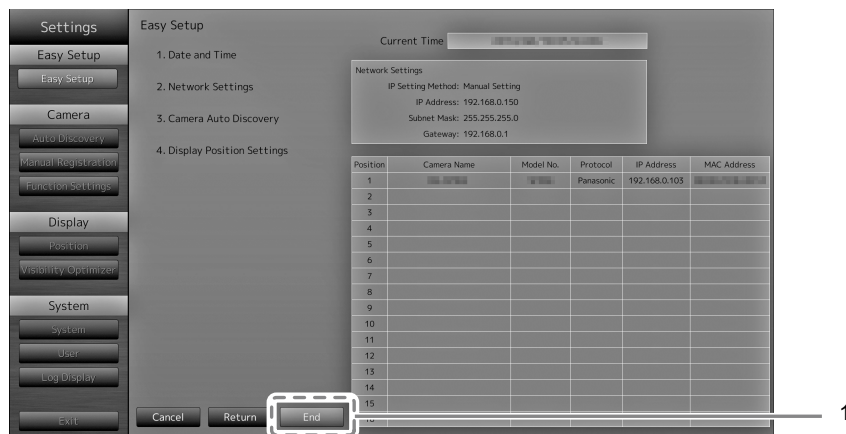 Settings
Easy Setup
Easy Setup
Camera
Auto Discovery
Manual Registration
Function Settings
Display
Position
Visibility Optimizer
System
System
User
Log Display
Exit
Easy Setup
1. Date and Time
2. Network Settings
3. Camera Auto Discovery
4. Display Position Settings
Current Time
Network Settings
IP Setting Method: Manual Setting
IP Address: 192.168.0.150
Subnet Mask: 255.255.255.0
Gateway: 192.168.0.1
Position Camera Name Model No. Protocol IP Address MAC Address
1 Panasonic 192.168.0.103
2
3
4
5
6
7
8
9
10
11
12
13
14
15
Cancel Return End
1